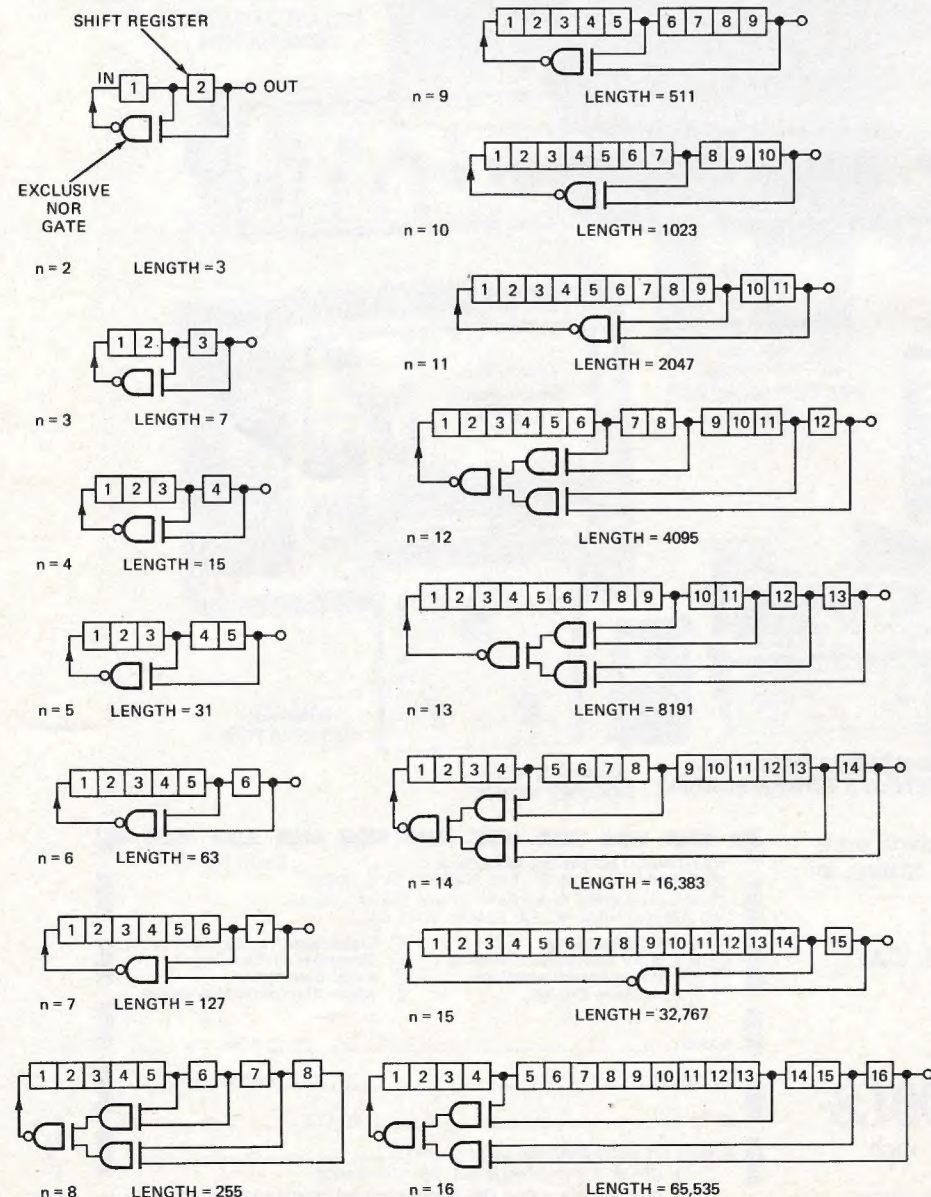 SHIFT REGISTER
IN 1 2 OUT
EXCLUSIVE
NOR
GATE
n = 2 LENGTH = 3
1 2 3
n = 3 LENGTH = 7
1 2 3 4
n = 4 LENGTH = 15
1 2 3 4 5
n = 5 LENGTH = 31
1 2 3 4 5 6
n = 6 LENGTH = 63
1 2 3 4 5 6 7
n = 7 LENGTH = 127
1 2 3 4 5 6 7 8
n = 8 LENGTH = 255
1 2 3 4 5 6 7 8 9
n = 9 LENGTH = 511
1 2 3 4 5 6 7 8 9 10
n = 10 LENGTH = 1023
1 2 3 4 5 6 7 8 9 10 11
n = 11 LENGTH = 2047
1 2 3 4 5 6 7 8 9 10 11 12
n = 12 LENGTH = 4095
1 2 3 4 5 6 7 8 9 10 11 12 13
n = 13 LENGTH = 8191
1 2 3 4 5 6 7 8 9 10 11 12 13 14
n = 14 LENGTH = 16,383
1 2 3 4 5 6 7 8 9 10 11 12 13 14 15
n = 15 LENGTH = 32,767
1 2 3 4 5 6 7 8 9 10 11 12 13 14 15 16
n = 16 LENGTH = 65,535